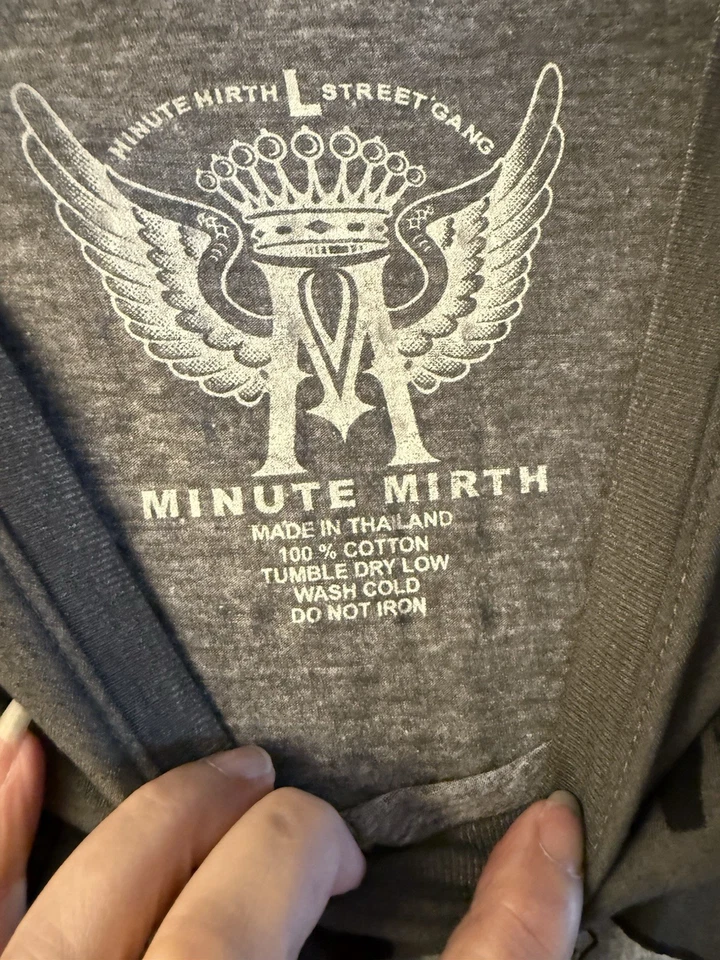 MINUTE MIRTH L STREET GANG
MINUTE MIRTH
MADE IN THAILAND
100 % COTTON
TUMBLE DRY LOW
WASH COLD
DO NOT IRON